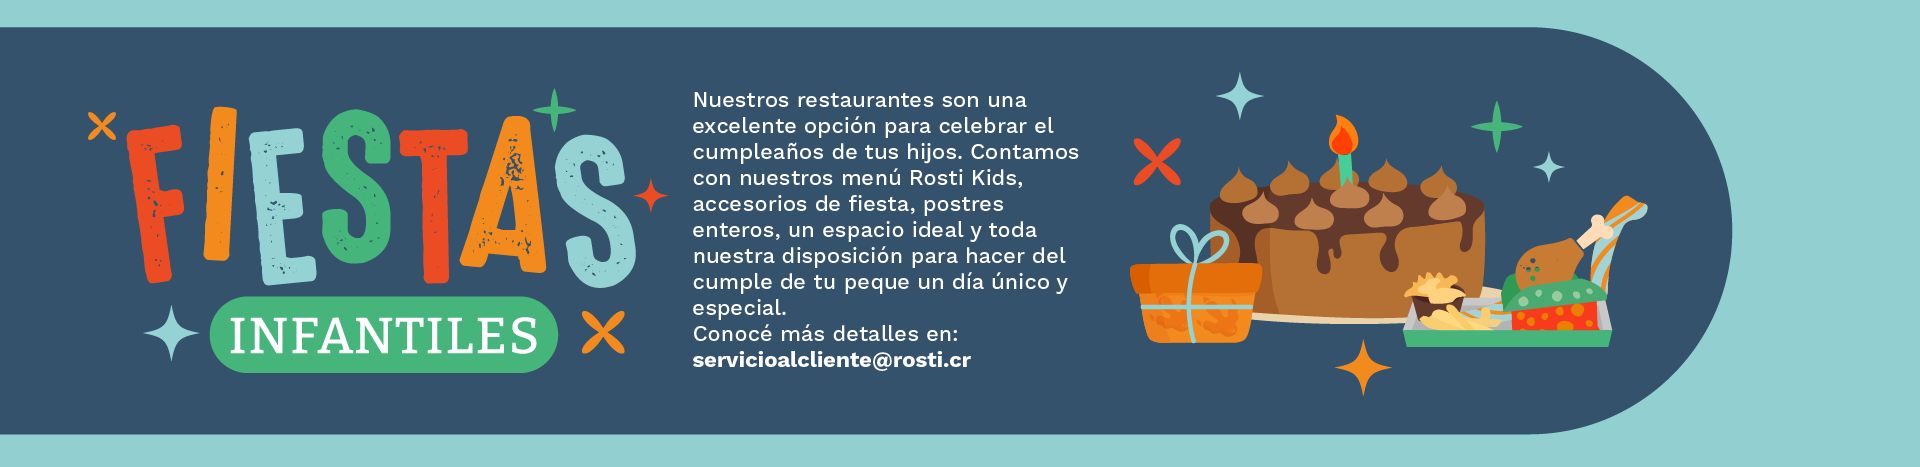 FIESTAS
INFANTILES
Nuestros restaurantes son una
excelente opción para celebrar el
cumpleaños de tus hijos. Contamos
con nuestros menú Rosti Kids,
accesorios de fiesta, postres
enteros, un espacio ideal y toda
nuestra disposición para hacer del
cumple de tu peque un día único y
especial.
Conocé más detalles en:
servicioalcliente@rosti.cr